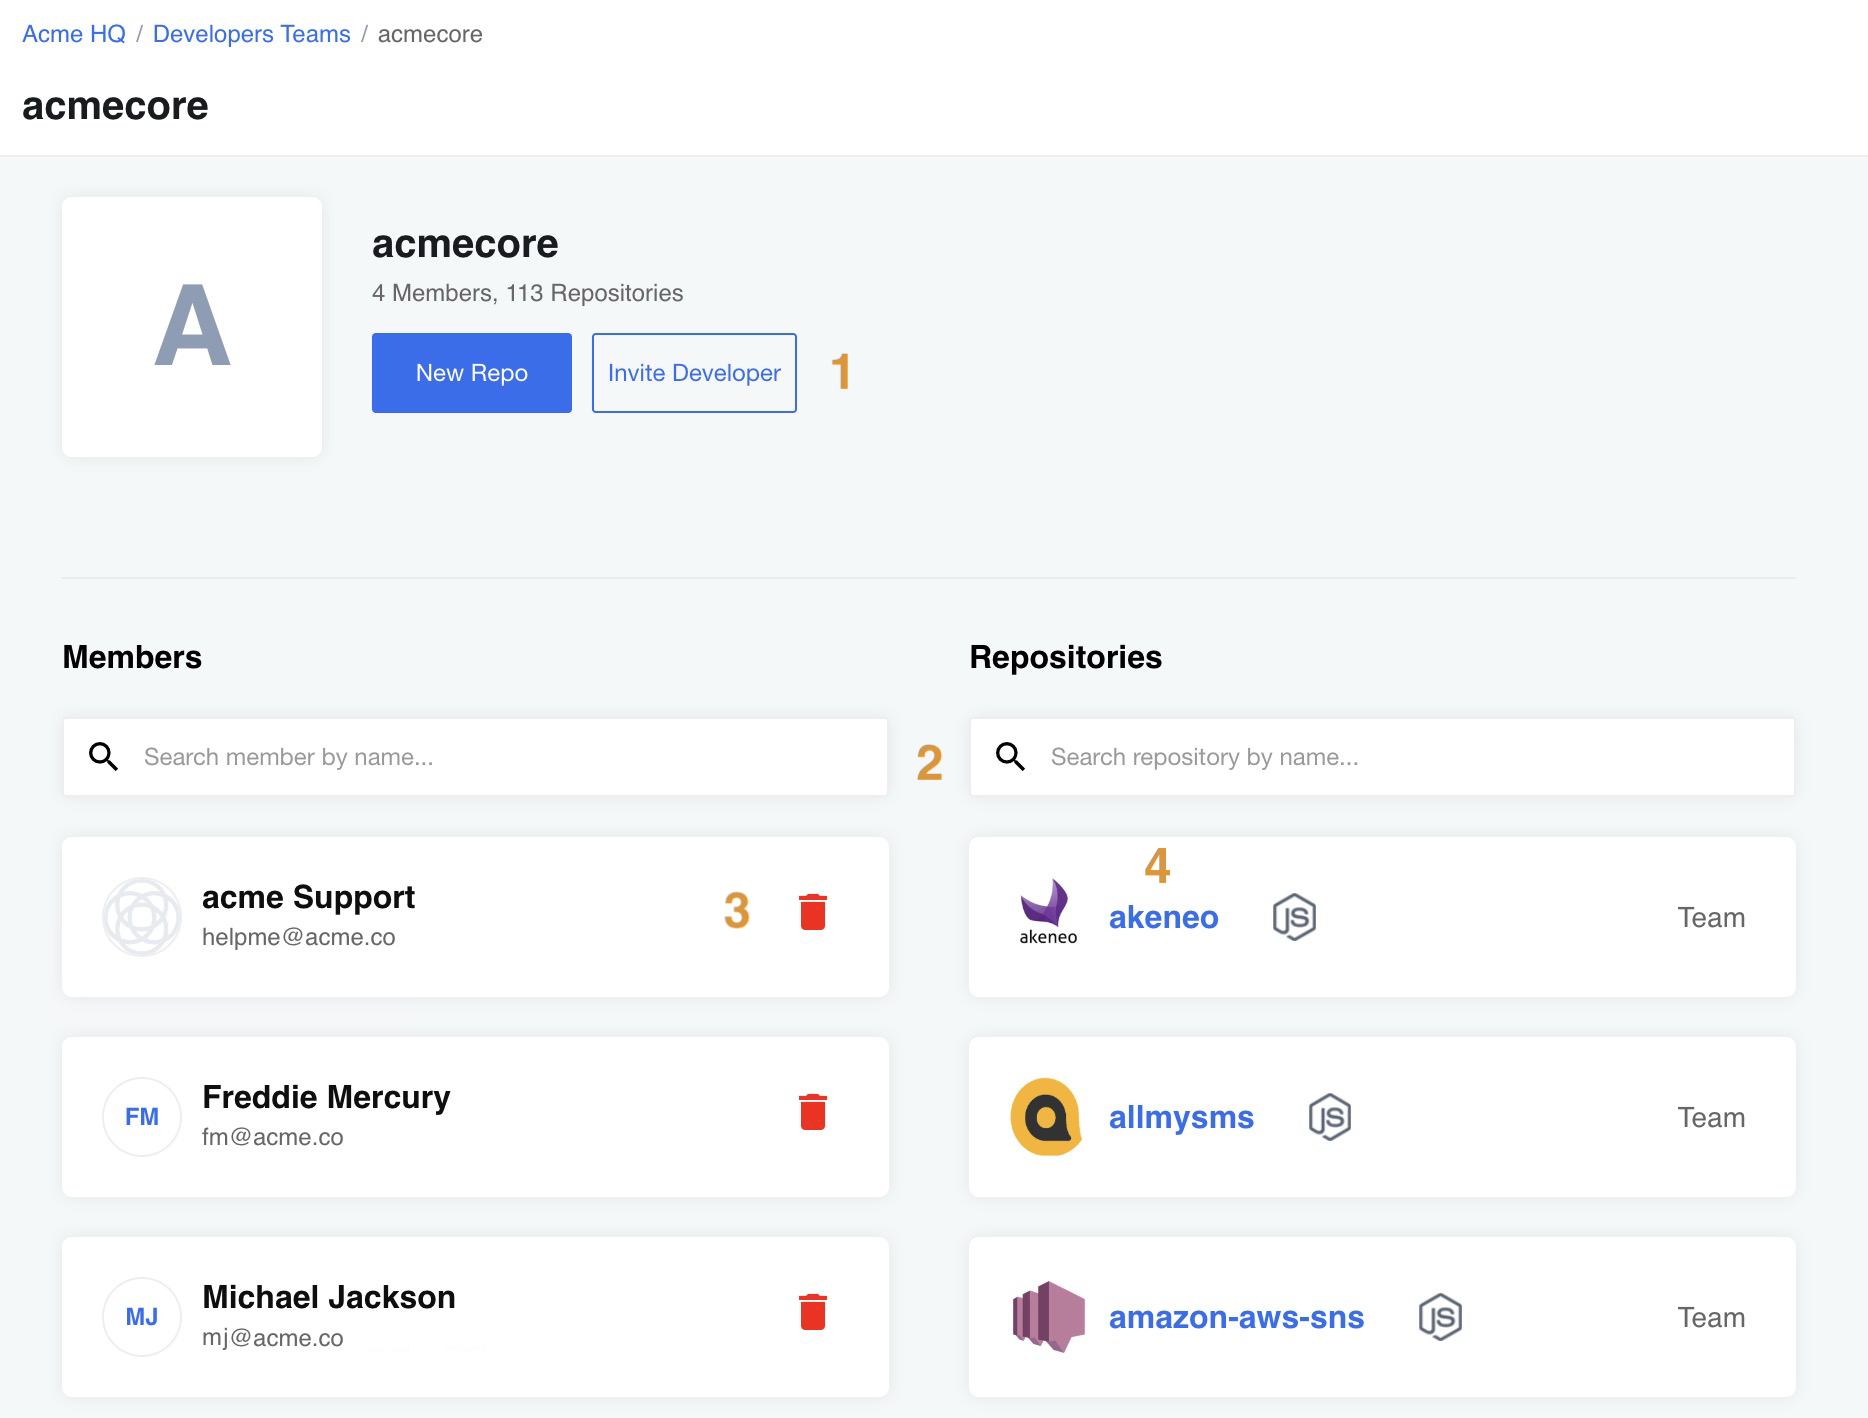 Acme HQ / Developers Teams / acmecore
acmecore
A
acmecore
4 Members, 113 Repositories
New Repo
Invite Developer
1
Members
Search member by name...
2
acme Support
helpme@acme.co
3
FM
Freddie Mercury
fm@acme.co
MJ
Michael Jackson
mj@acme.co
Repositories
Search repository by name...
4
akeneo
akeneo
JS
Team
allmysms
JS
Team
amazon-aws-sns
JS
Team